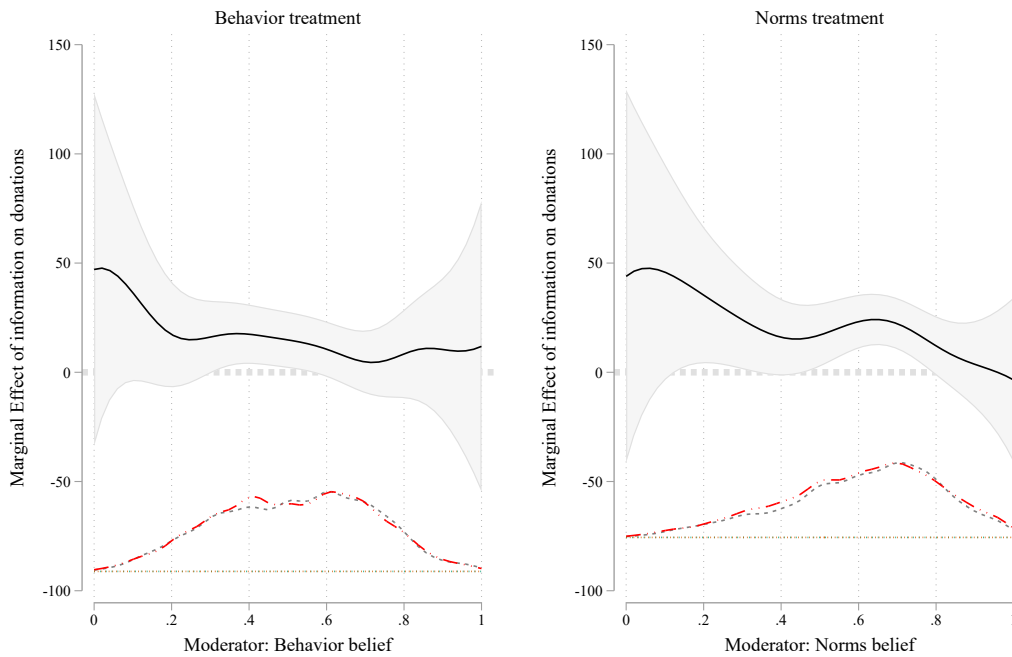 Behavior treatment
Marginal Effect of information on donations
150
100
50
0
-50
-100
0 .2 .4 .6 .8 1
Moderator: Behavior belief
Norms treatment
Marginal Effect of information on donations
150
100
50
0
-50
-100
0 .2 .4 .6 .8
Moderator: Norms belief